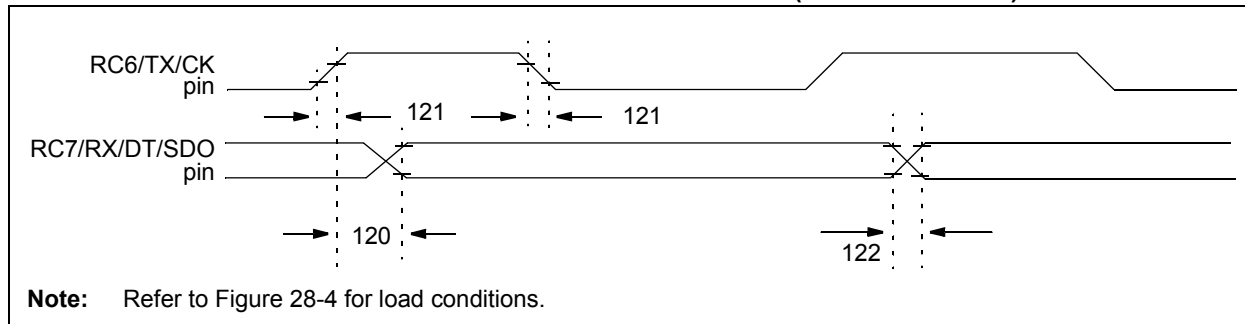 RC6/TX/CK
pin
121
121
RC7/RX/DT/SDO
pin
120
122
Note: Refer to Figure 28-4 for load conditions.